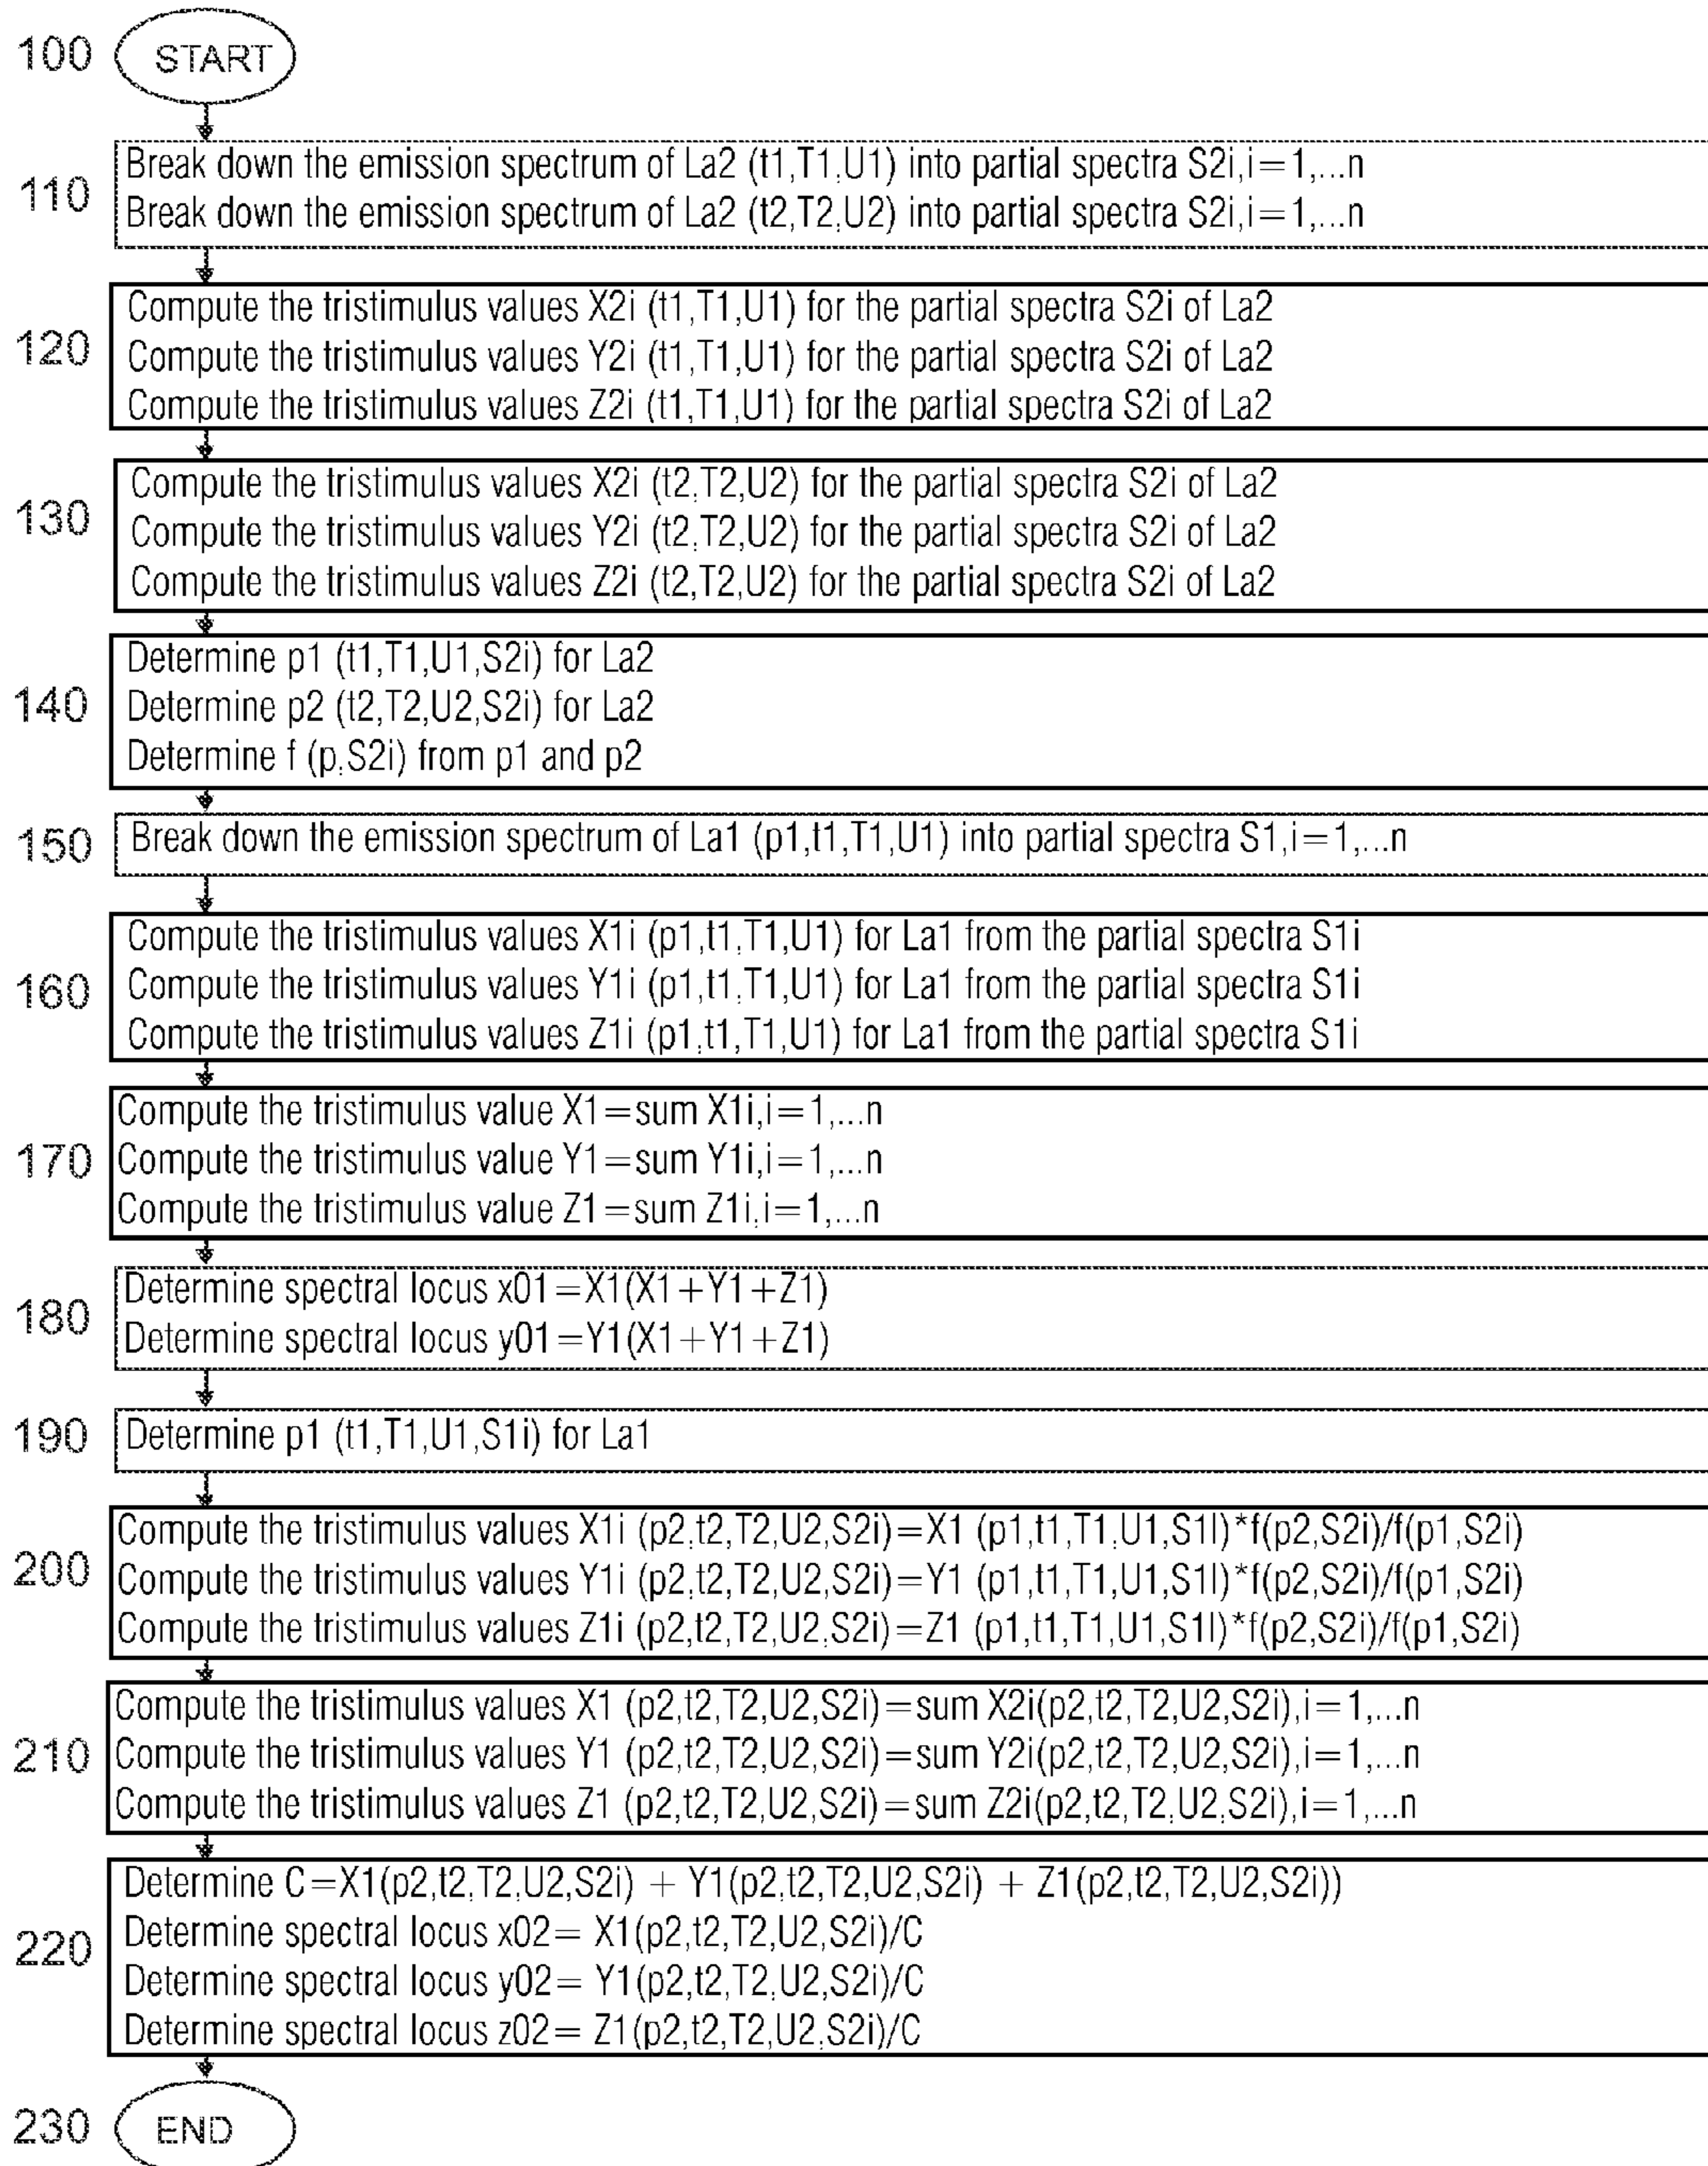 100 START
110
Break down the emission spectrum of La2 (t1,T1,U1) into partial spectra S2i,i=1,...n
Break down the emission spectrum of La2 (t2,T2,U2) into partial spectra S2i,i=1,...n
120
Compute the tristimulus values X2i (t1,T1,U1) for the partial spectra S2i of La2
Compute the tristimulus values Y2i (t1,T1,U1) for the partial spectra S2i of La2
Compute the tristimulus values Z2i (t1,T1,U1) for the partial spectra S2i of La2
130
Compute the tristimulus values X2i (t2,T2,U2) for the partial spectra S2i of La2
Compute the tristimulus values Y2i (t2,T2,U2) for the partial spectra S2i of La2
Compute the tristimulus values Z2i (t2,T2,U2) for the partial spectra S2i of La2
140
Determine p1 (t1,T1,U1,S2i) for La2
Determine p2 (t2,T2,U2,S2i) for La2
Determine f (p,S2i) from p1 and p2
150
Break down the emission spectrum of La1 (p1,t1,T1,U1) into partial spectra S1,i=1,...n
160
Compute the tristimulus values X1i (p1,t1,T1,U1) for La1 from the partial spectra S1i
Compute the tristimulus values Y1i (p1,t1,T1,U1) for La1 from the partial spectra S1i
Compute the tristimulus values Z1i (p1,t1,T1,U1) for La1 from the partial spectra S1i
170
Compute the tristimulus value X1=sum X1i,i=1,...n
Compute the tristimulus value Y1=sum Y1i,i=1,...n
Compute the tristimulus value Z1=sum Z1i,i=1,...n
180
Determine spectral locus x01=X1(X1+Y1+Z1)
Determine spectral locus y01=Y1(X1+Y1+Z1)
190
Determine p1 (t1,T1,U1,S1i) for La1
200
Compute the tristimulus values X1i (p2,t2,T2,U2,S2i)=X1 (p1,t1,T1,U1,S1l)*f(p2,S2i)/f(p1,S2i)
Compute the tristimulus values Y1i (p2,t2,T2,U2,S2i)=Y1 (p1,t1,T1,U1,S1l)*f(p2,S2i)/f(p1,S2i)
Compute the tristimulus values Z1i (p2,t2,T2,U2,S2i)=Z1 (p1,t1,T1,U1,S1l)*f(p2,S2i)/f(p1,S2i)
210
Compute the tristimulus values X1 (p2,t2,T2,U2,S2i)=sum X2i(p2,t2,T2,U2,S2i),i=1,...n
Compute the tristimulus values Y1 (p2,t2,T2,U2,S2i)=sum Y2i(p2,t2,T2,U2,S2i),i=1,...n
Compute the tristimulus values Z1 (p2,t2,T2,U2,S2i)=sum Z2i(p2,t2,T2,U2,S2i),i=1,...n
220
Determine C=X1(p2,t2,T2,U2,S2i) + Y1(p2,t2,T2,U2,S2i) + Z1(p2,t2,T2,U2,S2i))
Determine spectral locus x02= X1(p2,t2,T2,U2,S2i)/C
Determine spectral locus y02= Y1(p2,t2,T2,U2,S2i)/C
Determine spectral locus z02= Z1(p2,t2,T2,U2,S2i)/C
230 END